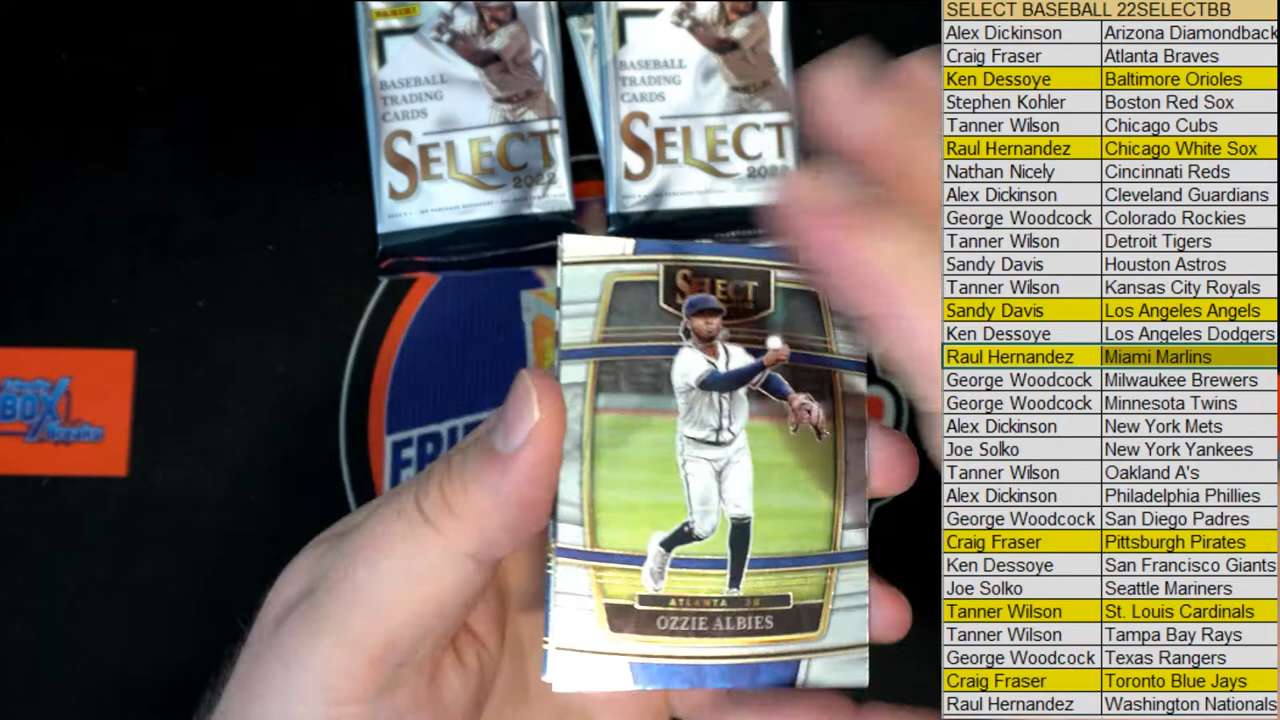 PANINI
BASEBALL
TRADING
CARDS
SELECT
2022
BASEBALL
TRADING
CARDS
SELECT
2022
SELECT
ATLANTA
OZZIE ALBIES
BOX
Breaks
SELECT BASEBALL 22SELECTBB
Alex Dickinson Arizona Diamondback
Craig Fraser Atlanta Braves
Ken Dessoye Baltimore Orioles
Stephen Kohler Boston Red Sox
Tanner Wilson Chicago Cubs
Raul Hernandez Chicago White Sox
Nathan Nicely Cincinnati Reds
Alex Dickinson Cleveland Guardians
George Woodcock Colorado Rockies
Tanner Wilson Detroit Tigers
Sandy Davis Houston Astros
Tanner Wilson Kansas City Royals
Sandy Davis Los Angeles Angels
Ken Dessoye Los Angeles Dodgers
Raul Hernandez Miami Marlins
George Woodcock Milwaukee Brewers
George Woodcock Minnesota Twins
Alex Dickinson New York Mets
Joe Solko New York Yankees
Tanner Wilson Oakland A's
Alex Dickinson Philadelphia Phillies
George Woodcock San Diego Padres
Craig Fraser Pittsburgh Pirates
Ken Dessoye San Francisco Giants
Joe Solko Seattle Mariners
Tanner Wilson St. Louis Cardinals
Tanner Wilson Tampa Bay Rays
George Woodcock Texas Rangers
Craig Fraser Toronto Blue Jays
Raul Hernandez Washington Nationals